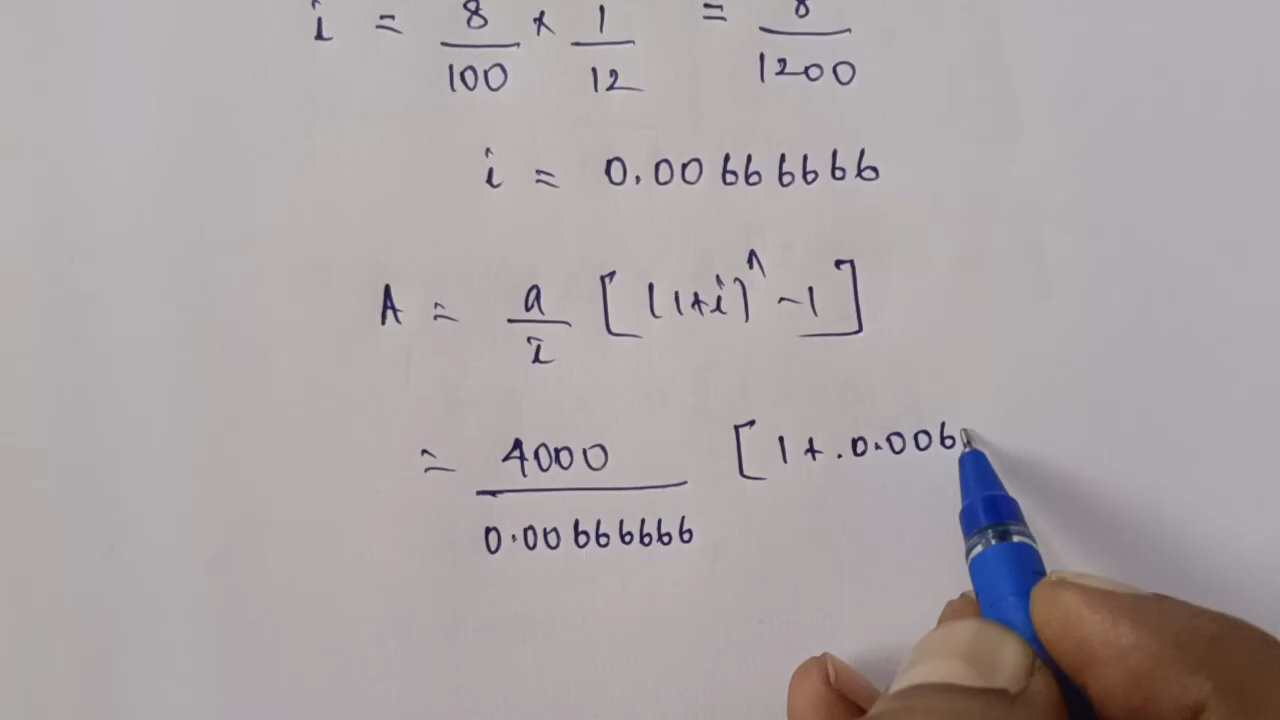 i = 8/100 × 1/12 = 8/1200
i = 0.00666666
A = a/i [(1+i)^n - 1]
= 4000/0.00666666 [1+.0.006